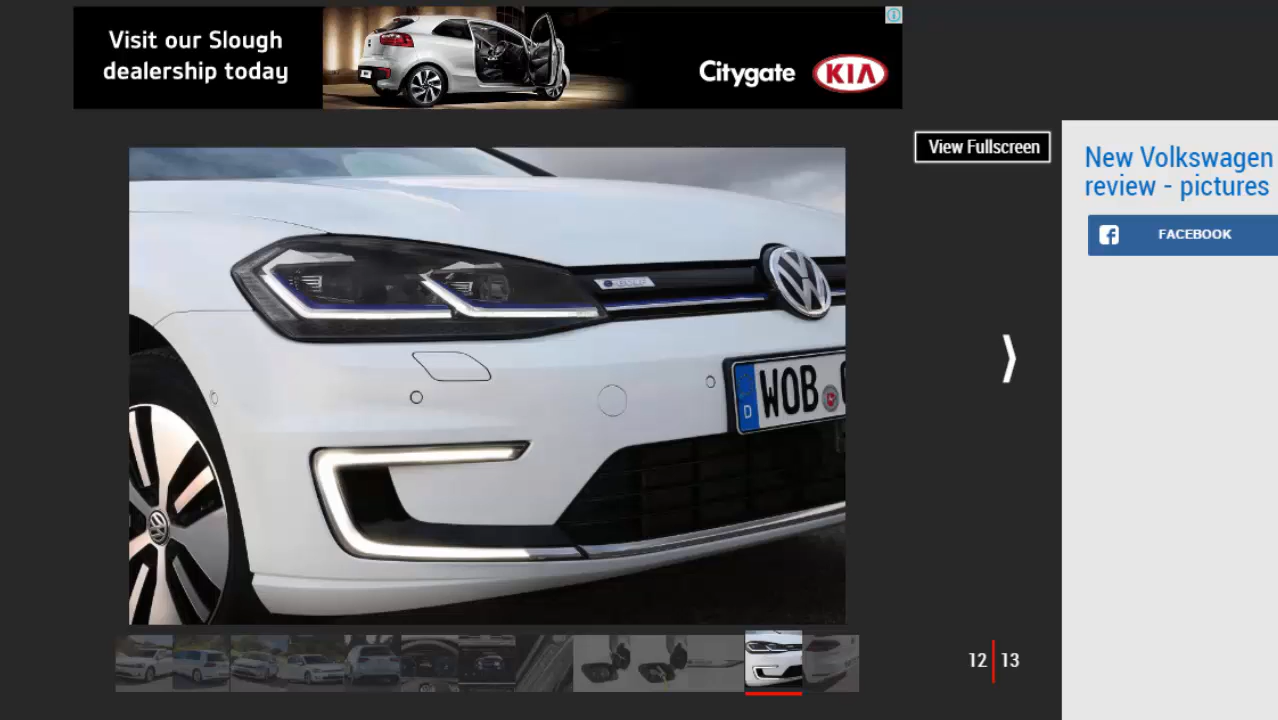 Visit our Slough
dealership today
Citygate KIA
View Fullscreen
New Volkswagen
review - pictures
FACEBOOK
WOB
D
12 13